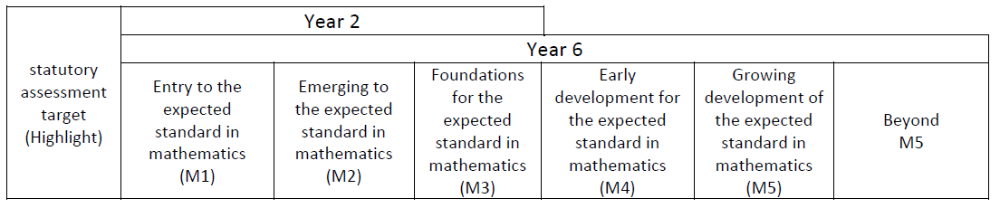 Year 2
Year 6
statutory
assessment
target
(Highlight)
Entry to the
expected
standard in
mathematics
(M1)
Emerging to
the expected
standard in
mathematics
(M2)
Foundations
for the
expected
standard in
mathematics
(M3)
Early
development for
the expected
standard in
mathematics
(M4)
Growing
development of
the expected
standard in
mathematics
(M5)
Beyond
M5